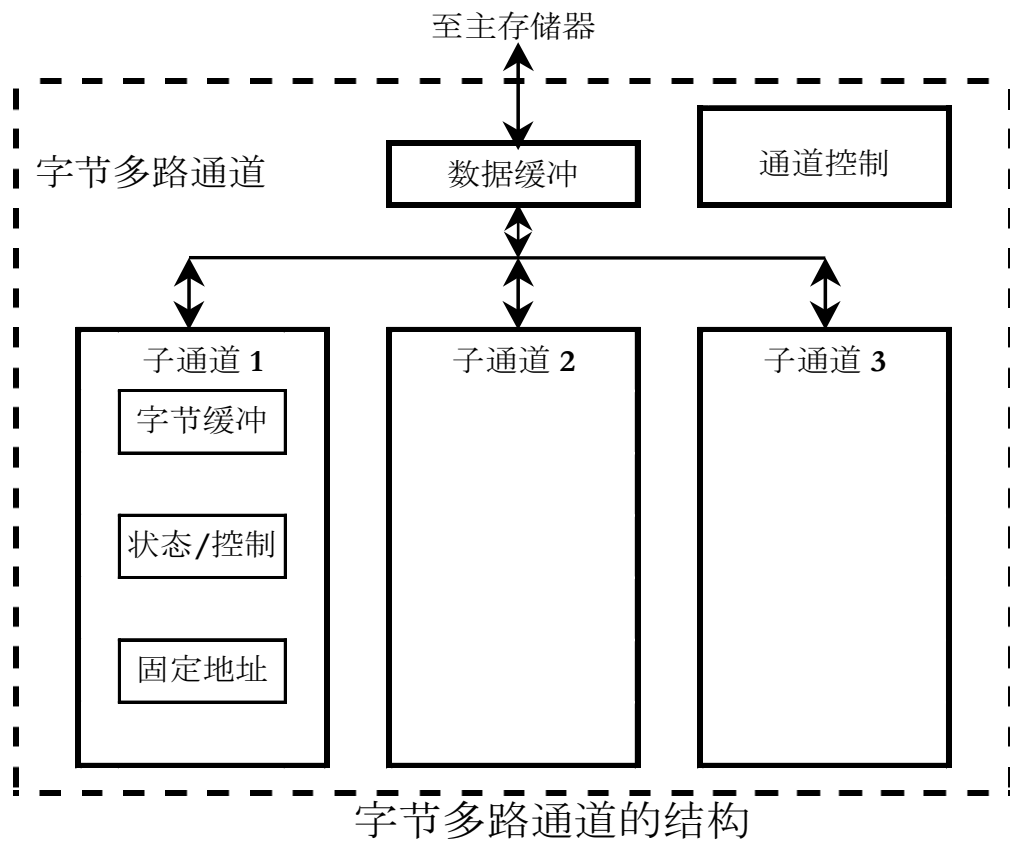 至主存储器
字节多路通道
数据缓冲
通道控制
子通道 1
子通道 2
子通道 3
字节缓冲
状态/控制
固定地址
字节多路通道的结构